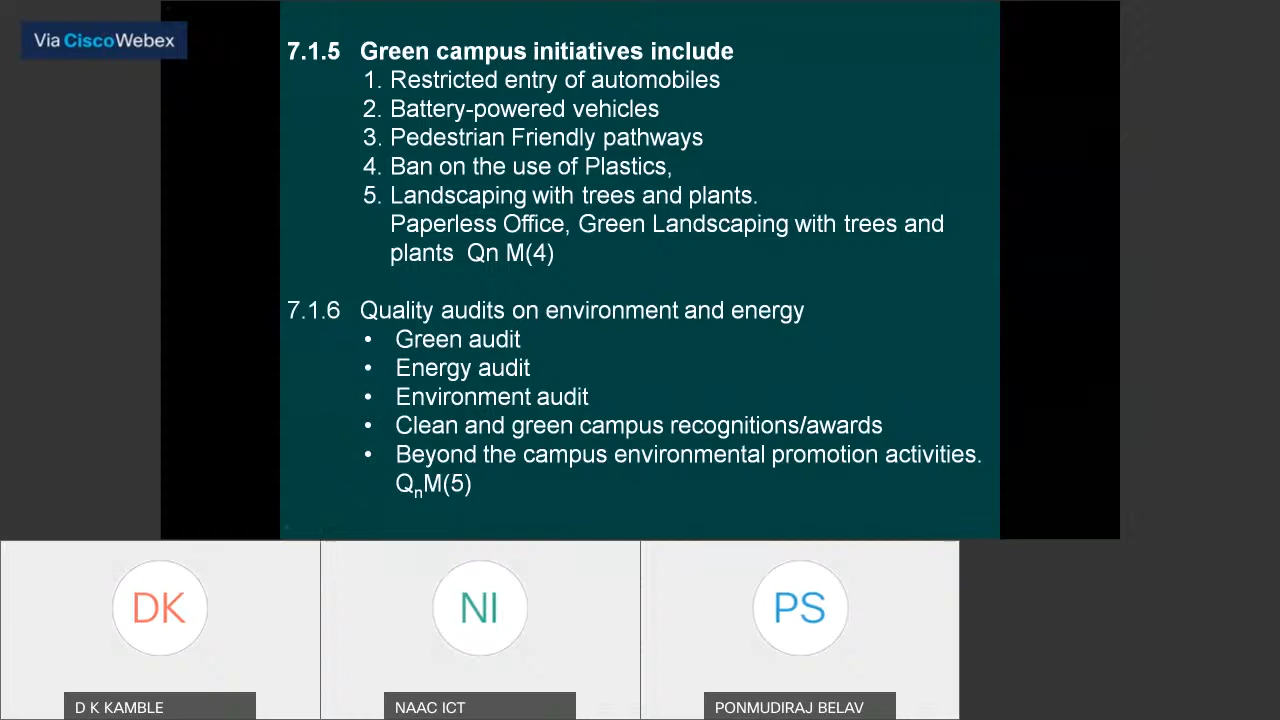 Via Cisco Webex
7.1.5 Green campus initiatives include
1. Restricted entry of automobiles
2. Battery-powered vehicles
3. Pedestrian Friendly pathways
4. Ban on the use of Plastics,
5. Landscaping with trees and plants.
Paperless Office, Green Landscaping with trees and
plants Qn M(4)
7.1.6 Quality audits on environment and energy
• Green audit
• Energy audit
• Environment audit
• Clean and green campus recognitions/awards
• Beyond the campus environmental promotion activities.
QnM(5)
DK
NI
PS
D K KAMBLE
NAAC ICT
PONMUDIRAJ BELAV